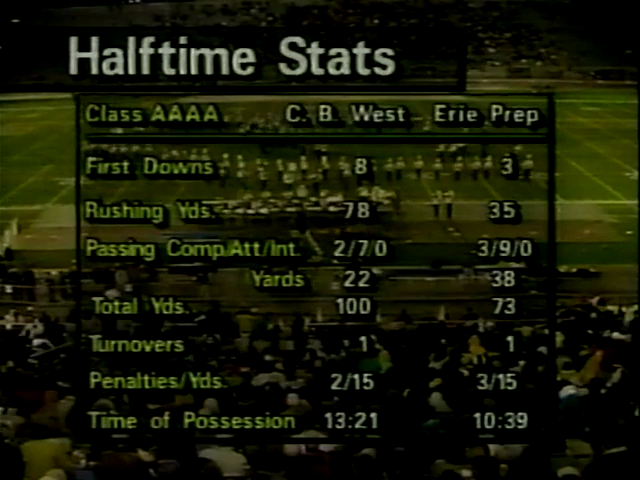 Halftime Stats
Class AAAA C. B. West Erie Prep
First Downs 8 3
Rushing Yds. 78 35
Passing Comp/Att/Int. 2/7/0 3/9/0
Yards 22 38
Total Yds. 100 73
Turnovers 1 1
Penalties/Yds. 2/15 3/15
Time of Possession 13:21 10:39